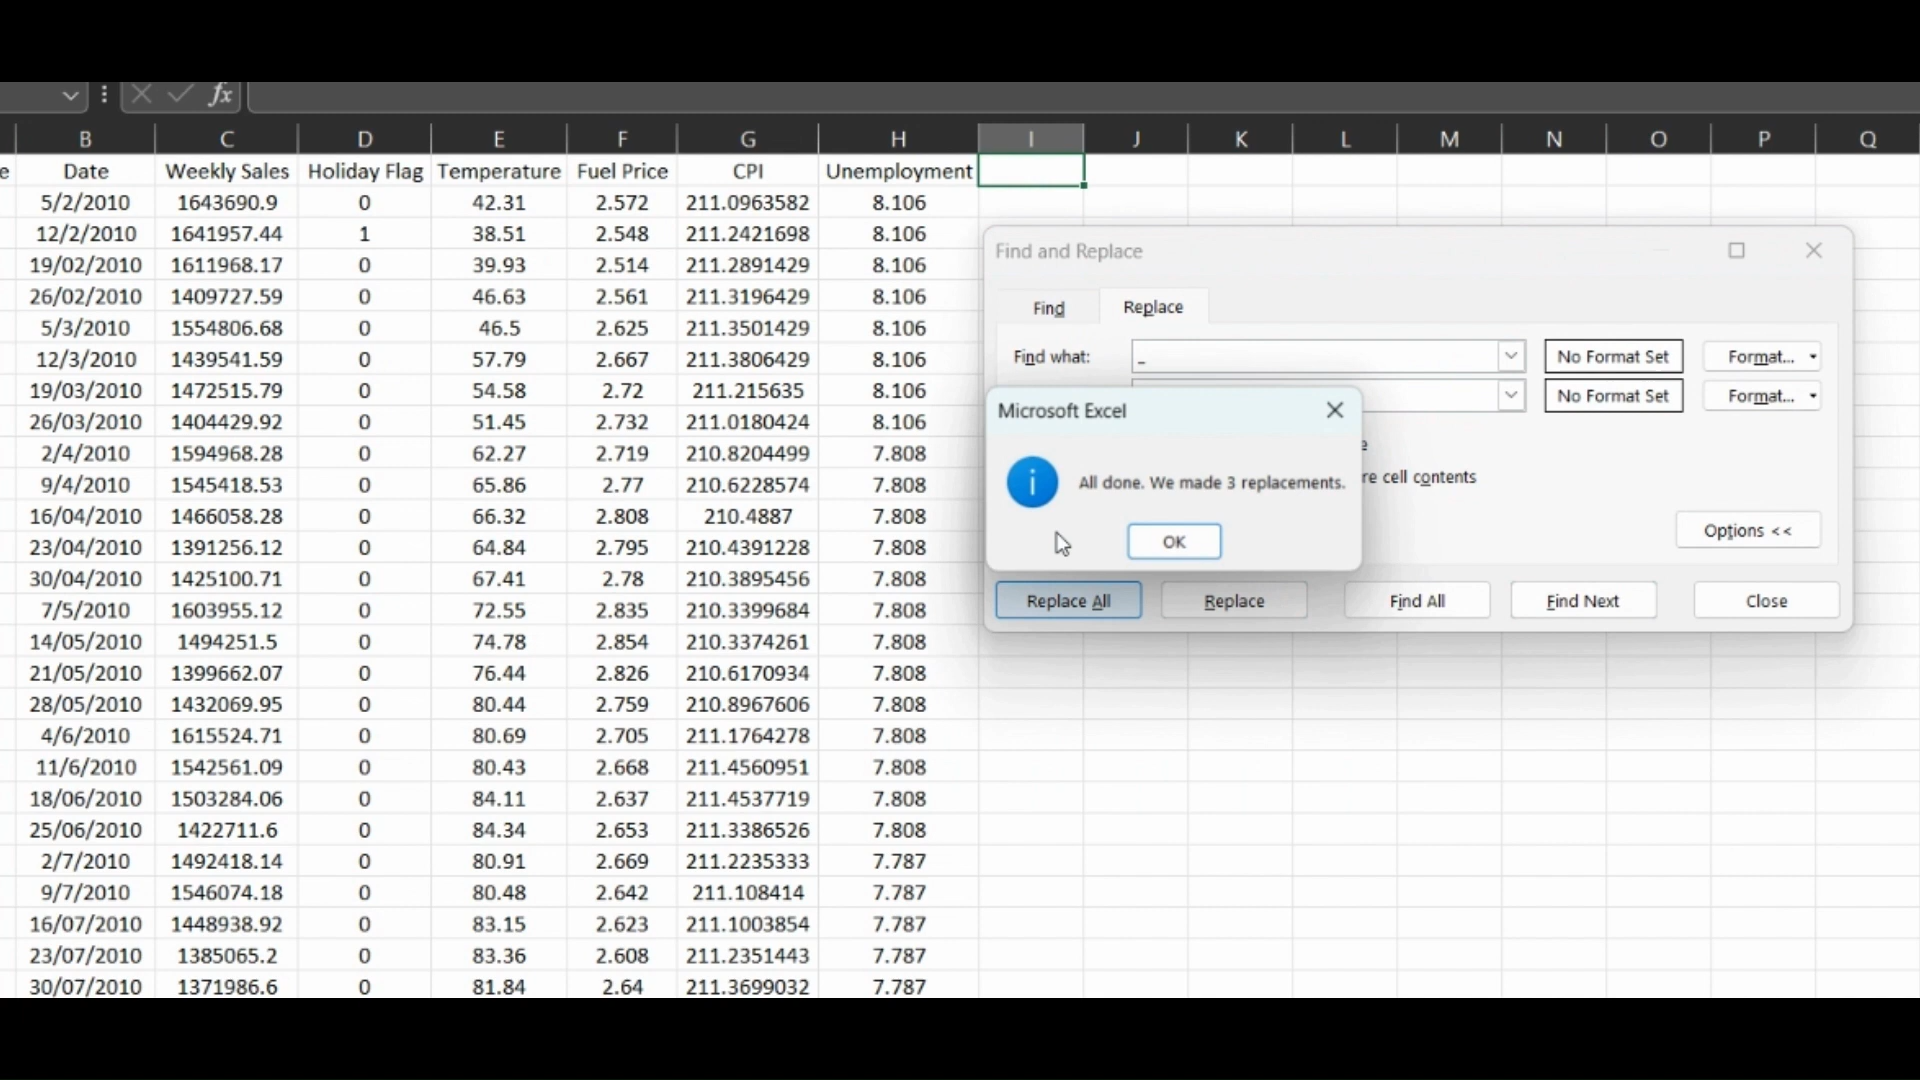 fx
B C D E F G H I J K L M N O P Q
e Date Weekly Sales Holiday Flag Temperature Fuel Price CPI Unemployment
5/2/2010 1643690.9 0 42.31 2.572 211.0963582 8.106
12/2/2010 1641957.44 1 38.51 2.548 211.2421698 8.106
19/02/2010 1611968.17 0 39.93 2.514 211.2891429 8.106
26/02/2010 1409727.59 0 46.63 2.561 211.3196429 8.106
5/3/2010 1554806.68 0 46.5 2.625 211.3501429 8.106
12/3/2010 1439541.59 0 57.79 2.667 211.3806429 8.106
19/03/2010 1472515.79 0 54.58 2.72 211.215635 8.106
26/03/2010 1404429.92 0 51.45 2.732 211.0180424 8.106
2/4/2010 1594968.28 0 62.27 2.719 210.8204499 7.808
9/4/2010 1545418.53 0 65.86 2.77 210.6228574 7.808
16/04/2010 1466058.28 0 66.32 2.808 210.4887 7.808
23/04/2010 1391256.12 0 64.84 2.795 210.4391228 7.808
30/04/2010 1425100.71 0 67.41 2.78 210.3895456 7.808
7/5/2010 1603955.12 0 72.55 2.835 210.3399684 7.808
14/05/2010 1494251.5 0 74.78 2.854 210.3374261 7.808
21/05/2010 1399662.07 0 76.44 2.826 210.6170934 7.808
28/05/2010 1432069.95 0 80.44 2.759 210.8967606 7.808
4/6/2010 1615524.71 0 80.69 2.705 211.1764278 7.808
11/6/2010 1542561.09 0 80.43 2.668 211.4560951 7.808
18/06/2010 1503284.06 0 84.11 2.637 211.4537719 7.808
25/06/2010 1422711.6 0 84.34 2.653 211.3386526 7.808
2/7/2010 1492418.14 0 80.91 2.669 211.2235333 7.787
9/7/2010 1546074.18 0 80.48 2.642 211.108414 7.787
16/07/2010 1448938.92 0 83.15 2.623 211.1003854 7.787
23/07/2010 1385065.2 0 83.36 2.608 211.2351443 7.787
30/07/2010 1371986.6 0 81.84 2.64 211.3699032 7.787
Find and Replace
Find Replace
Find what: _ No Format Set Format...
No Format Set Format...
Microsoft Excel
e
All done. We made 3 replacements.
re cell contents
OK
Options <<
Replace All Replace Find All Find Next Close